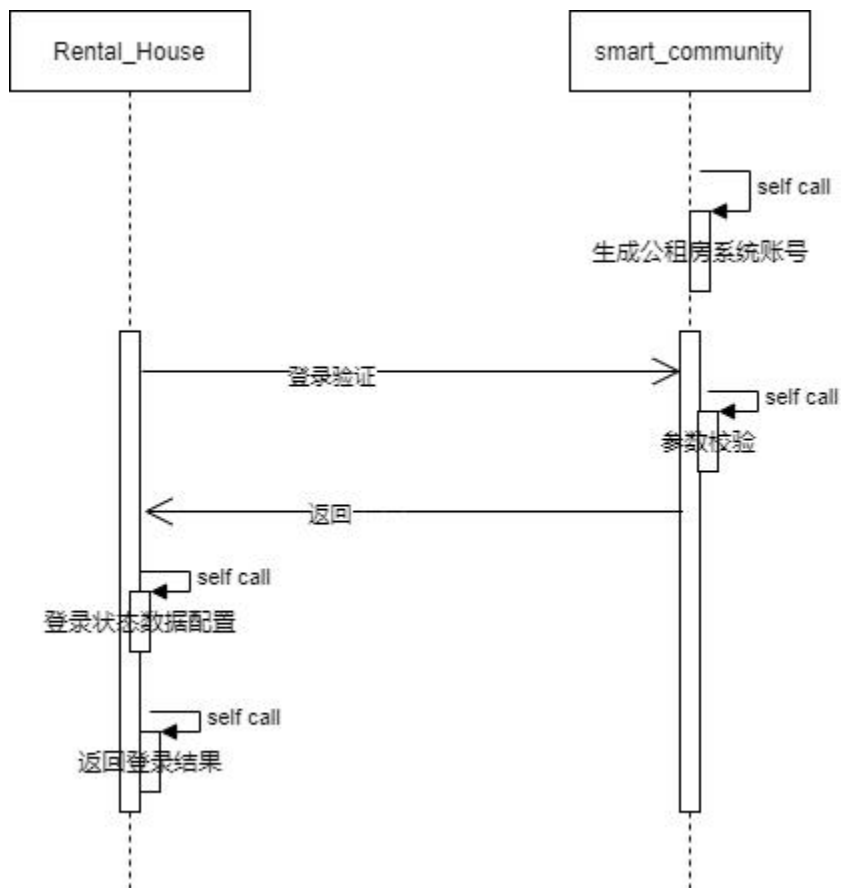 Rental_House
smart_community
self call
生成公租房系统账号
登录验证
self call
参数校验
返回
self call
登录状态数据配置
self call
返回登录结果